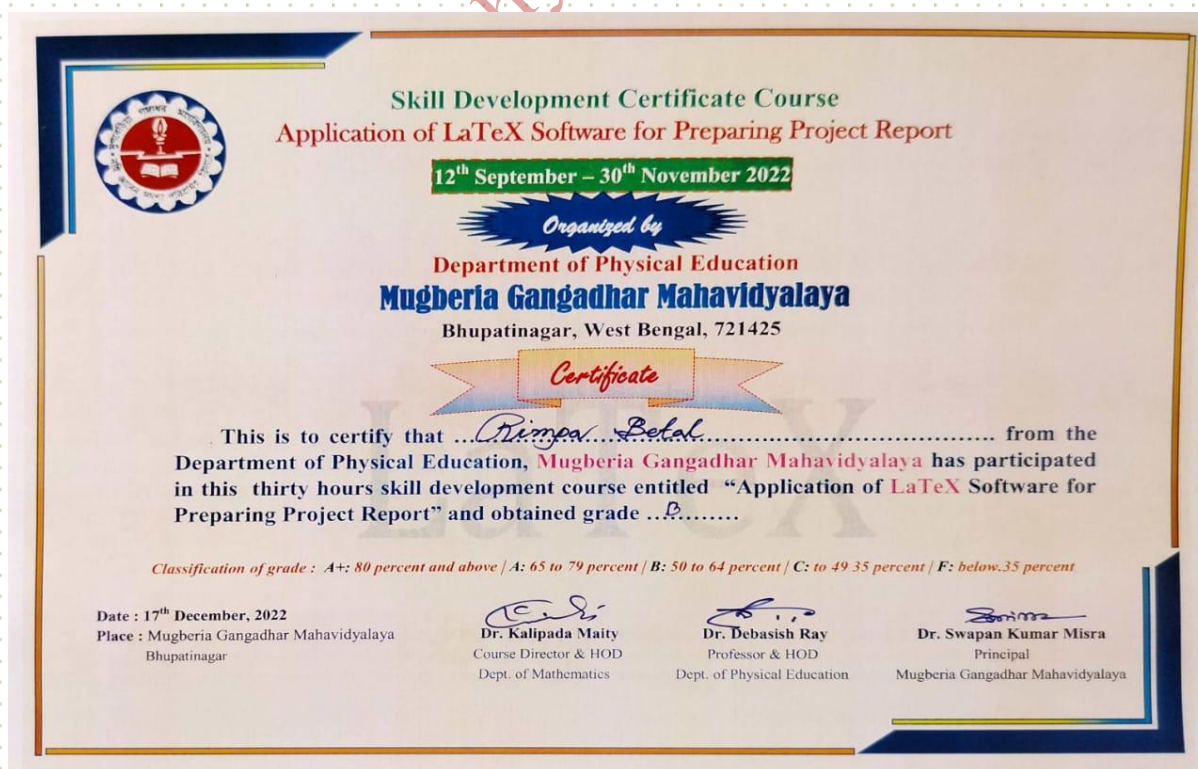 Skill Development Certificate Course
Application of LaTeX Software for Preparing Project Report
12th September – 30th November 2022
Organized by
Department of Physical Education
Mugberia Gangadhar Mahavidyalaya
Bhupatinagar, West Bengal, 721425
Certificate
LaTeX
This is to certify that ...Rimpa Betal... from the
Department of Physical Education, Mugberia Gangadhar Mahavidyalaya has participated
in this thirty hours skill development course entitled “Application of LaTeX Software for
Preparing Project Report” and obtained grade ...B.........
Classification of grade : A+: 80 percent and above / A: 65 to 79 percent / B: 50 to 64 percent / C: to 49 35 percent / F: below.35 percent
Date : 17th December, 2022
Place : Mugberia Gangadhar Mahavidyalaya
Bhupatinagar
Dr. Kalipada Maity
Course Director & HOD
Dept. of Mathematics
Dr. Debasish Ray
Professor & HOD
Dept. of Physical Education
Dr. Swapan Kumar Misra
Principal
Mugberia Gangadhar Mahavidyalaya